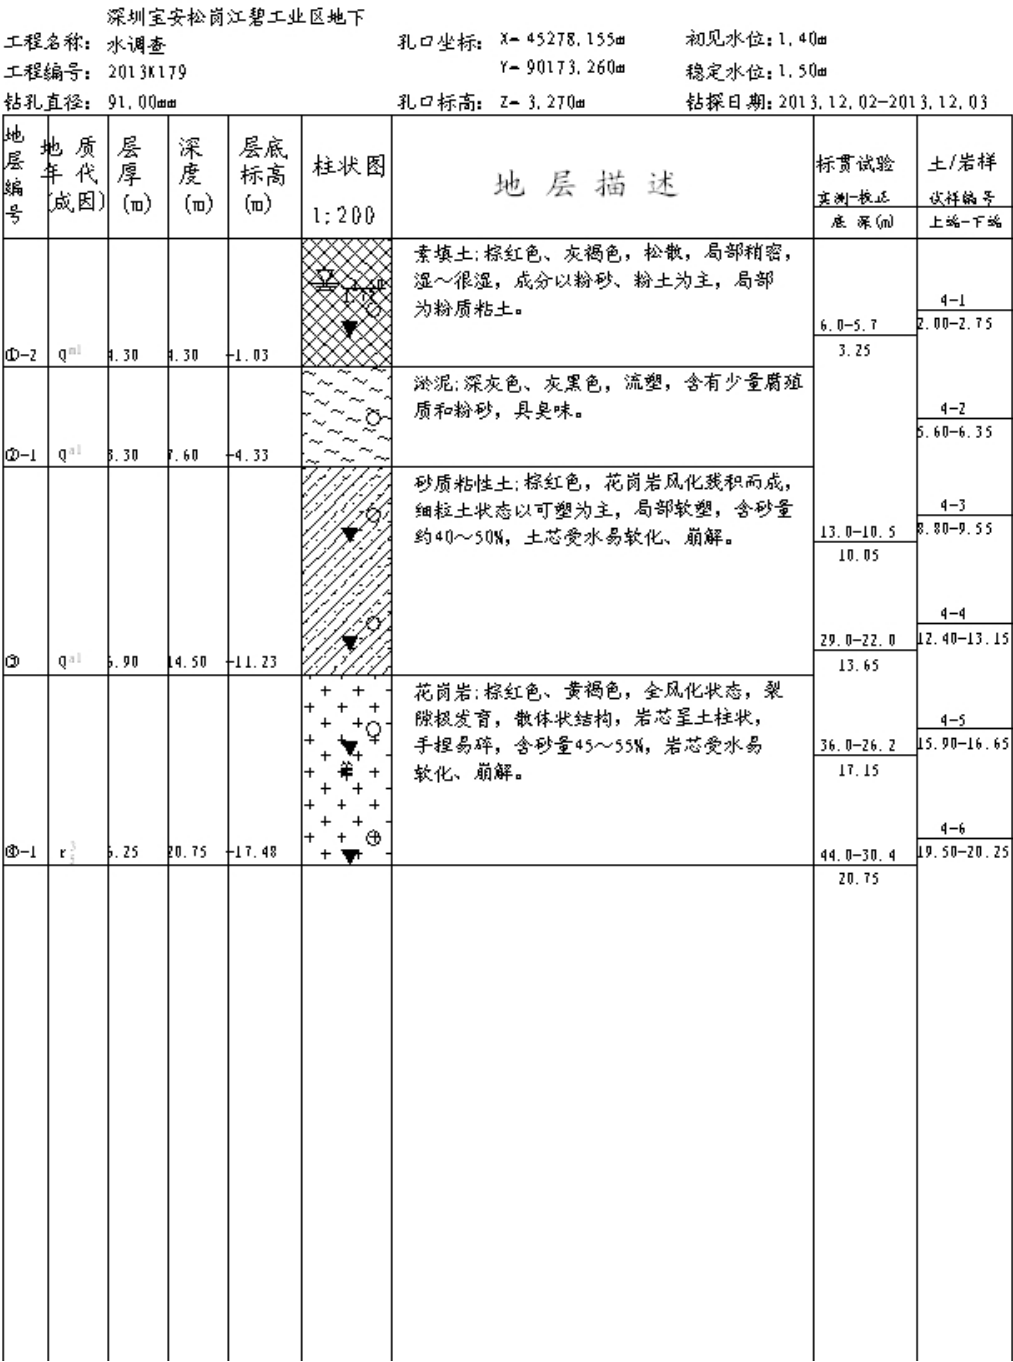 深圳宝安松岗江碧工业区地下
工程名称: 水调查
孔口坐标: X= 45278.155m
初见水位:1.40m
工程编号: 2013K179
Y= 90173.260m
稳定水位:1.50m
钻孔直径: 91.00mm
孔口标高: Z= 3.270m
钻探日期:2013.12.02-2013.12.03
地层编号
地质年代(成因)
层厚(m)
深度(m)
层底标高(m)
柱状图
1:200
地层描述
标贯试验
实测-校正
底 深(m)
土/岩样
试样编号
上端-下端
素填土:棕红色、灰褐色, 松散, 局部稍密,
湿~很湿, 成分以粉砂、粉土为主, 局部
为粉质粘土。
6.0-5.7
3.25
4-1
2.00-2.75
①-2 Q ml 4.30 4.30 -1.03
淤泥:深灰色、灰黑色, 流塑, 含有少量腐殖
质和粉砂, 具臭味。
4-2
5.60-6.35
②-1 Q al 3.30 7.60 -4.33
砂质粘性土:棕红色, 花岗岩风化残积而成,
细粒土状态以可塑为主, 局部软塑, 含砂量
约40~50%, 土芯受水易软化、崩解。
13.0-10.5
10.05
4-3
8.80-9.55
29.0-22.0
13.65
4-4
12.40-13.15
③ Q al 6.90 14.50 -11.23
花岗岩:棕红色、黄褐色, 全风化状态, 裂
隙极发育, 散体状结构, 岩芯呈土柱状,
手捏易碎, 含砂量45~55%, 岩芯受水易
软化、崩解。
36.0-26.2
17.15
4-5
15.90-16.65
44.0-30.4
20.75
4-6
19.50-20.25
④-1 r 3 5 6.25 20.75 -17.48